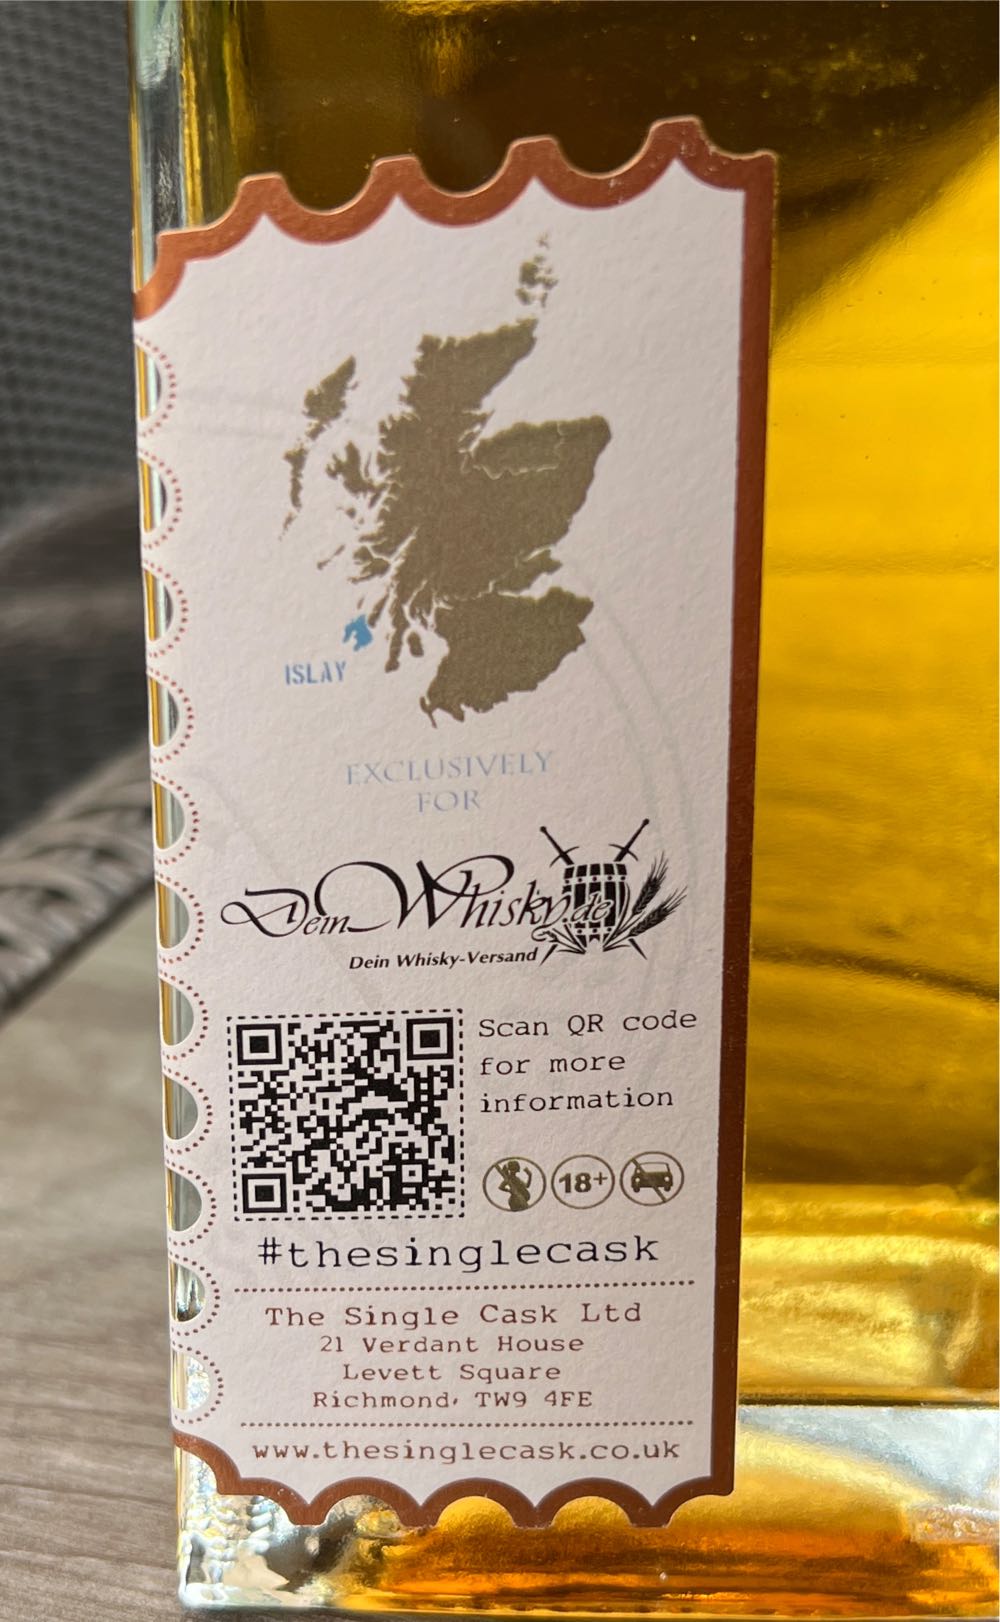 ISLAY
EXCLUSIVELY
FOR
DeinWhisky.de
Dein Whisky-Versand
Scan QR code
for more
information
18+
#thesinglecask
The Single Cask Ltd
21 Verdant House
Levett Square
Richmond, TW9 4FE
www.thesinglecask.co.uk